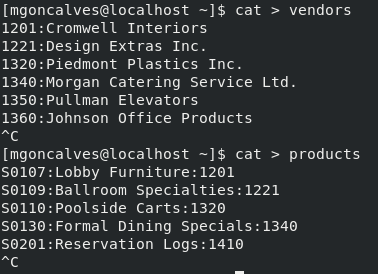 [mgoncalves@localhost ~]$ cat > vendors
1201:Cromwell Interiors
1221:Design Extras Inc.
1320:Piedmont Plastics Inc.
1340:Morgan Catering Service Ltd.
1350:Pullman Elevators
1360:Johnson Office Products
^C
[mgoncalves@localhost ~]$ cat > products
S0107:Lobby Furniture:1201
S0109:Ballroom Specialties:1221
S0110:Poolside Carts:1320
S0130:Formal Dining Specials:1340
S0201:Reservation Logs:1410
^C